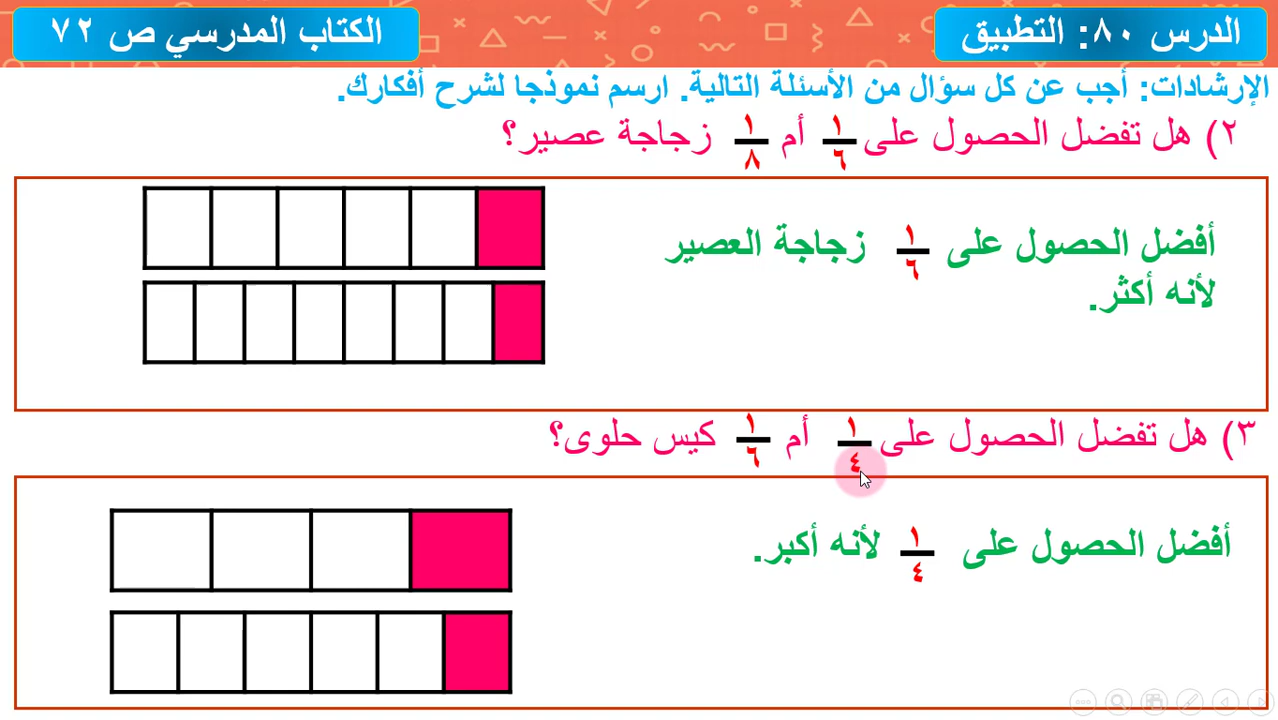 الدرس ٨٠: التطبيق
الكتاب المدرسي ص ٧٢
الإرشادات: أجب عن كل سؤال من الأسئلة التالية. ارسم نموذجا لشرح أفكارك.
٢) هل تفضل الحصول على ١/٦ أم ١/٨ زجاجة عصير؟
أفضل الحصول على ١/٦ زجاجة العصير
لأنه أكثر.
٣) هل تفضل الحصول على ١/٤ أم ١/٦ كيس حلوى؟
أفضل الحصول على ١/٤ لأنه أكبر.